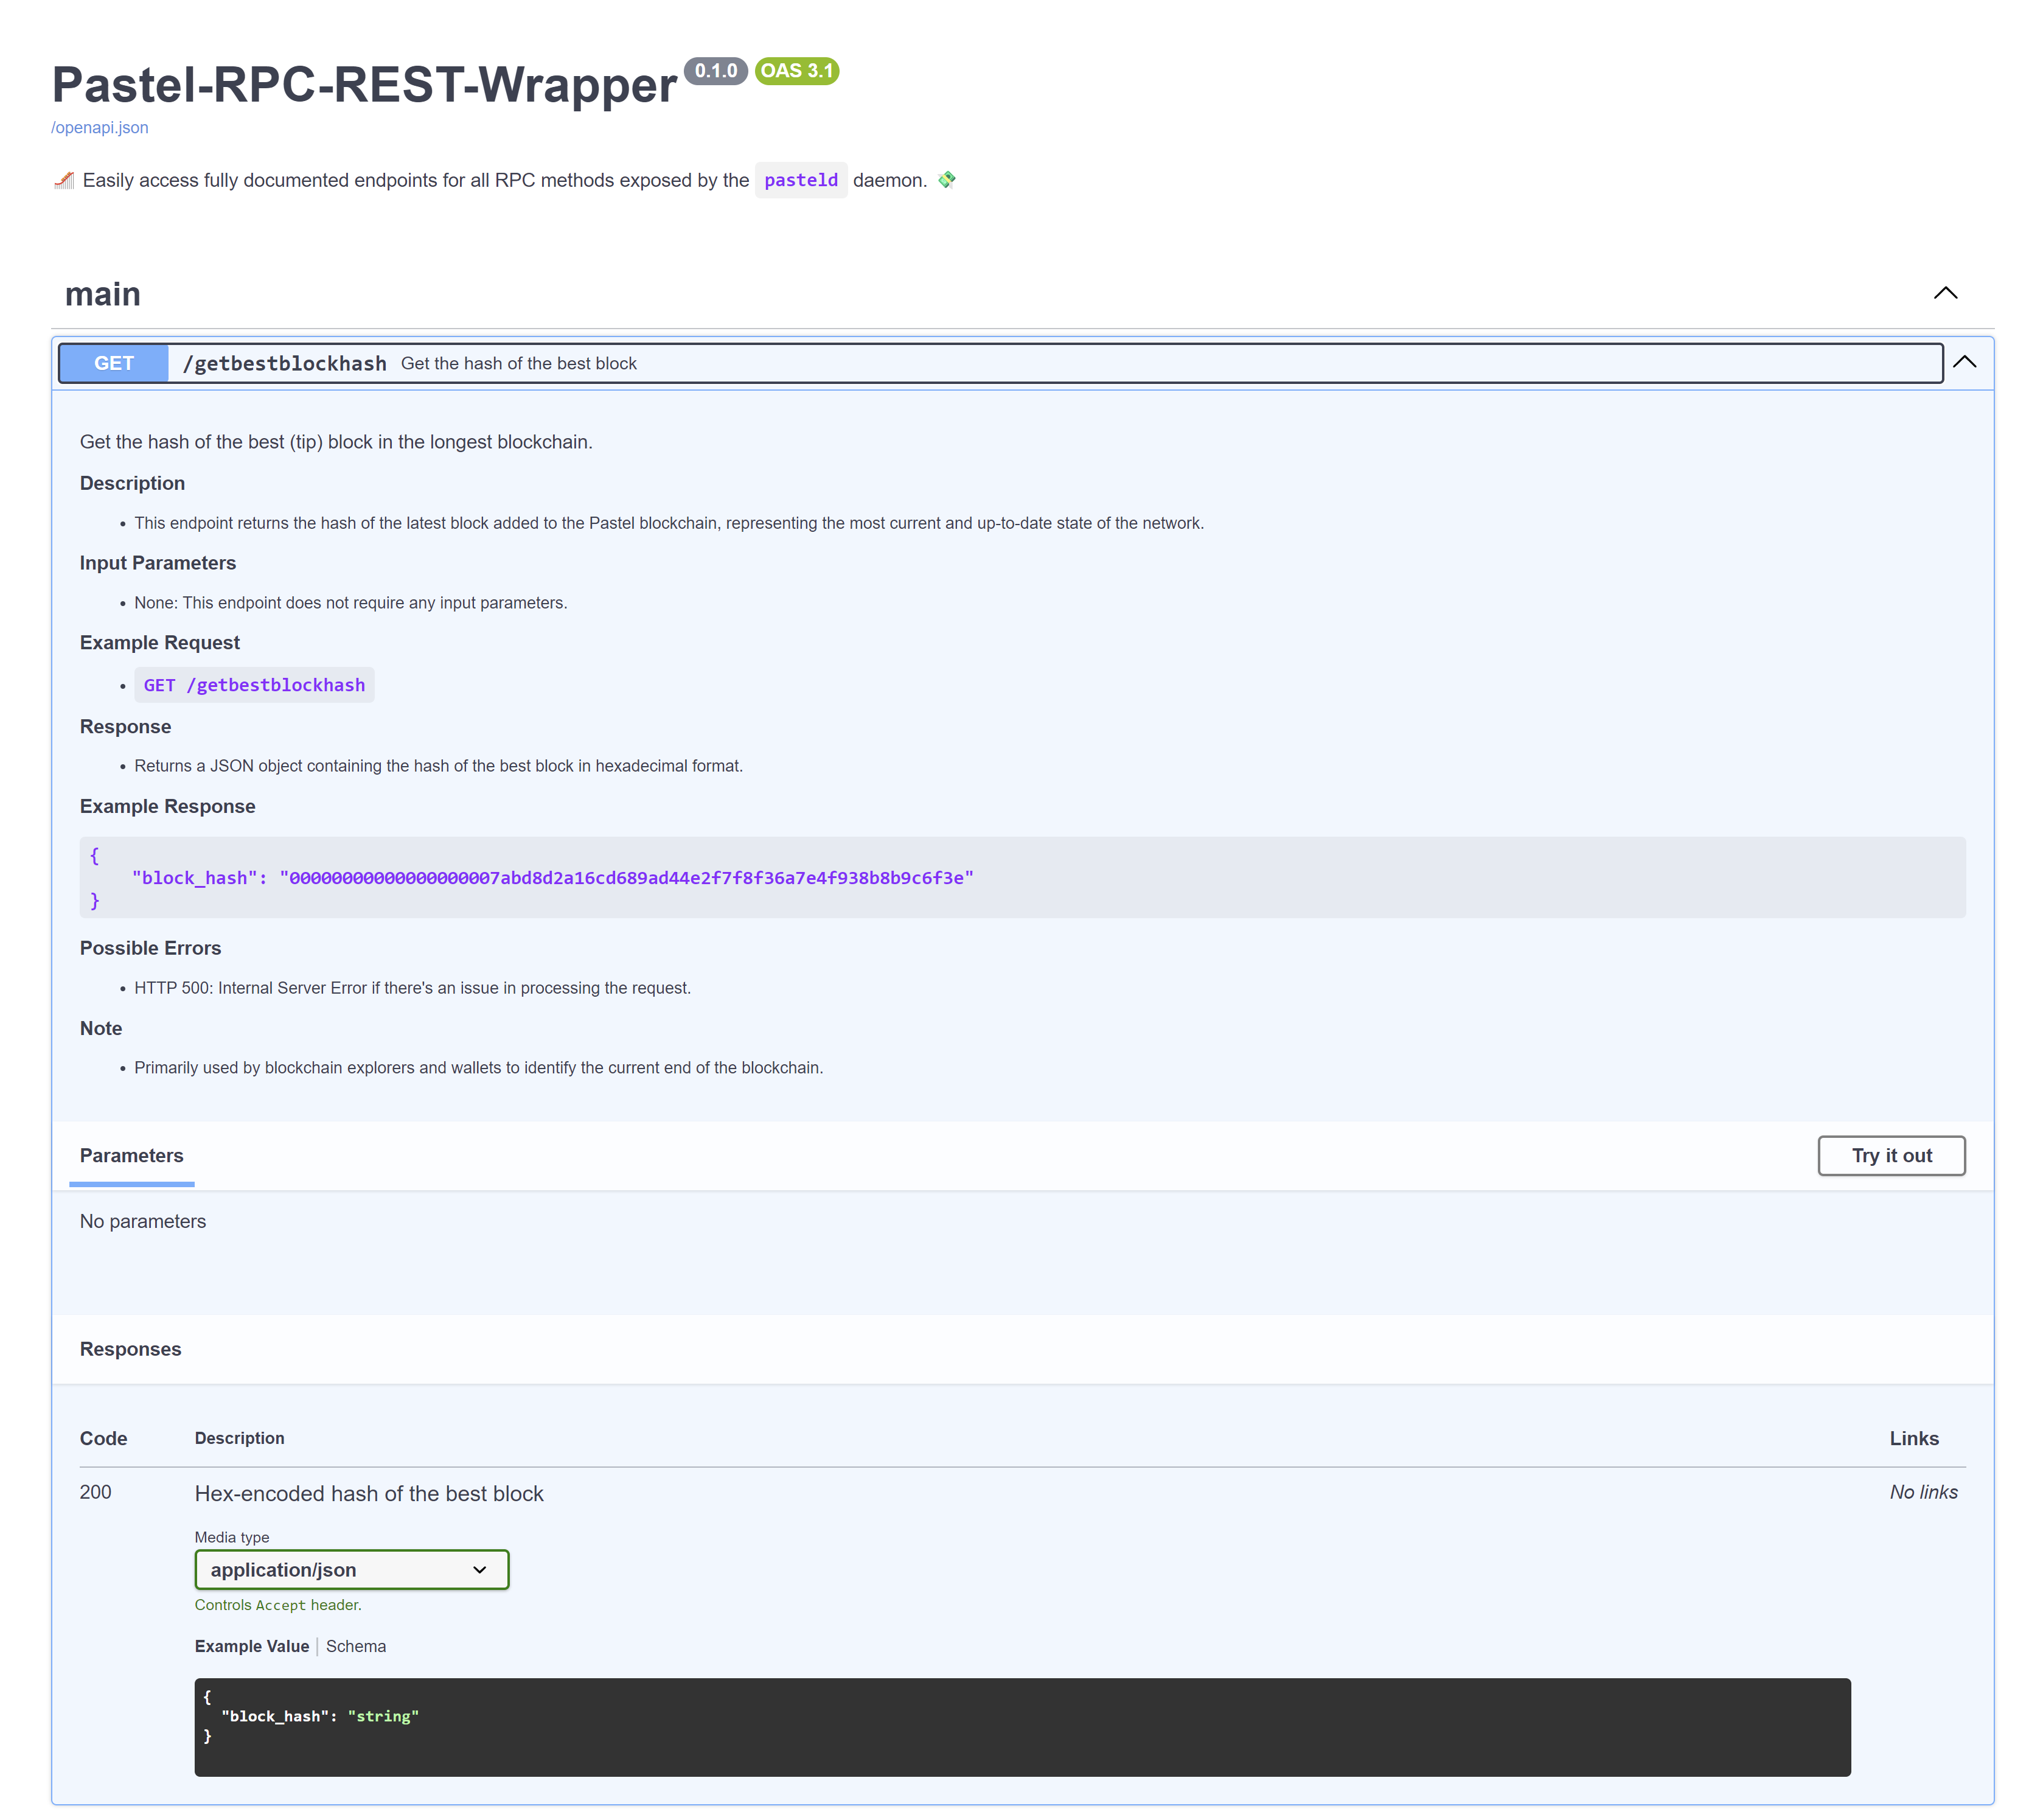 Pastel-RPC-REST-Wrapper 0.1.0 OAS 3.1
/openapi.json
Easily access fully documented endpoints for all RPC methods exposed by the pasteld daemon.
main
GET /getbestblockhash Get the hash of the best block
Get the hash of the best (tip) block in the longest blockchain.
Description
• This endpoint returns the hash of the latest block added to the Pastel blockchain, representing the most current and up-to-date state of the network.
Input Parameters
• None: This endpoint does not require any input parameters.
Example Request
• GET /getbestblockhash
Response
• Returns a JSON object containing the hash of the best block in hexadecimal format.
Example Response
{
"block_hash": "00000000000000000007abd8d2a16cd689ad44e2f7f8f36a7e4f938b8b9c6f3e"
}
Possible Errors
• HTTP 500: Internal Server Error if there's an issue in processing the request.
Note
• Primarily used by blockchain explorers and wallets to identify the current end of the blockchain.
Parameters Try it out
No parameters
Responses
Code Description Links
200 Hex-encoded hash of the best block No links
Media type
application/json
Controls Accept header.
Example Value | Schema
{
"block_hash": "string"
}